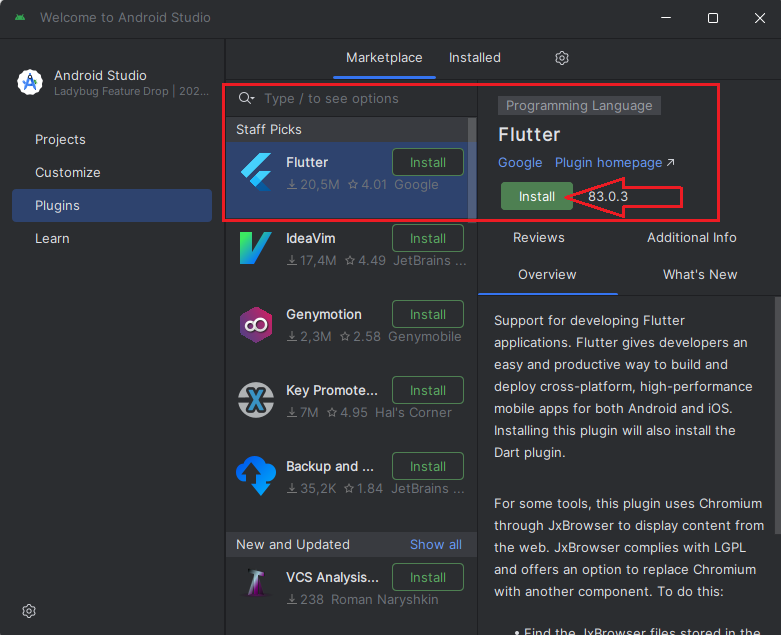 Welcome to Android Studio
Android Studio
Ladybug Feature Drop | 202...
Projects
Customize
Plugins
Learn
Marketplace
Installed
Type / to see options
Staff Picks
Flutter
Install
20,5M 4.01 Google
IdeaVim
Install
17,4M 4.49 JetBrains ...
Genymotion
Install
2,3M 2.58 Genymobile
Key Promote...
Install
7M 4.95 Hal's Corner
Backup and ...
Install
35,2K 1.84 JetBrains ...
New and Updated Show all
VCS Analysis...
Install
238 Roman Naryshkin
Programming Language
Flutter
Google Plugin homepage ↗
Install 83.0.3
Reviews Additional Info
Overview What's New
Support for developing Flutter
applications. Flutter gives developers an
easy and productive way to build and
deploy cross-platform, high-performance
mobile apps for both Android and iOS.
Installing this plugin will also install the
Dart plugin.
For some tools, this plugin uses Chromium
through JxBrowser to display content from
the web. JxBrowser complies with LGPL
and offers an option to replace Chromium
with another component. To do this:
• Find the JxBrowser files stored in the